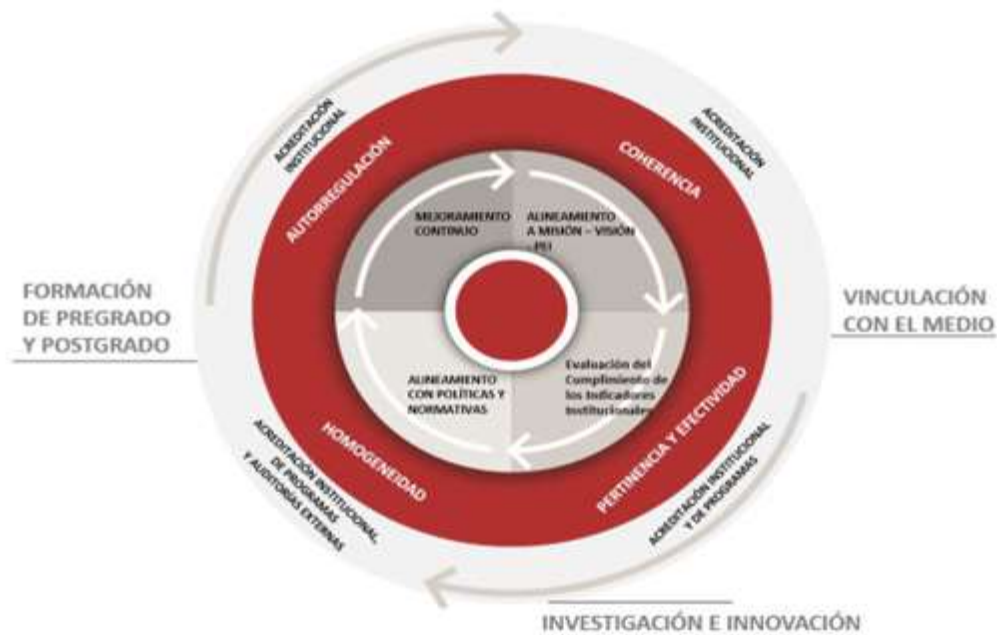 ACREDITACIÓN
INSTITUCIONAL
ACREDITACIÓN
INSTITUCIONAL
AUTORREGULACIÓN
COHERENCIA
MEJORAMIENTO
CONTINUO
ALINEAMIENTO
A MISIÓN – VISIÓN
- PEI
FORMACIÓN
DE PREGRADO
Y POSTGRADO
VINCULACIÓN
CON EL MEDIO
ALINEAMIENTO
CON POLÍTICAS Y
NORMATIVAS
Evaluación del
Cumplimiento de
los Indicadores
Institucionales
HOMOGENEIDAD
PERTINENCIA Y EFECTIVIDAD
ACREDITACIÓN INSTITUCIONAL,
DE PROGRAMAS
Y AUDITORÍAS EXTERNAS
ACREDITACIÓN INSTITUCIONAL
Y DE PROGRAMAS
INVESTIGACIÓN E INNOVACIÓN